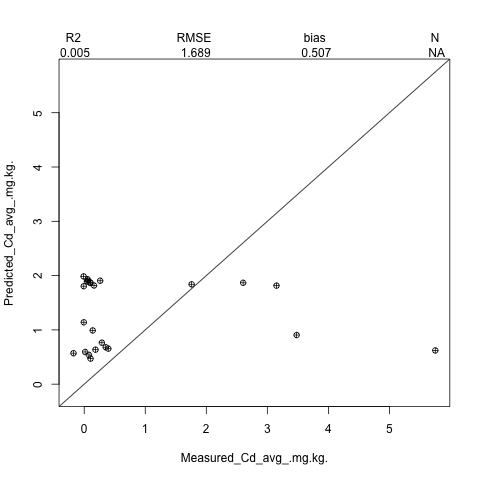 R2 RMSE bias N
0.005 1.689 0.507 NA
Predicted_Cd_avg_.mg.kg.
5
4
3
2
1
0
0 1 2 3 4 5
Measured_Cd_avg_.mg.kg.